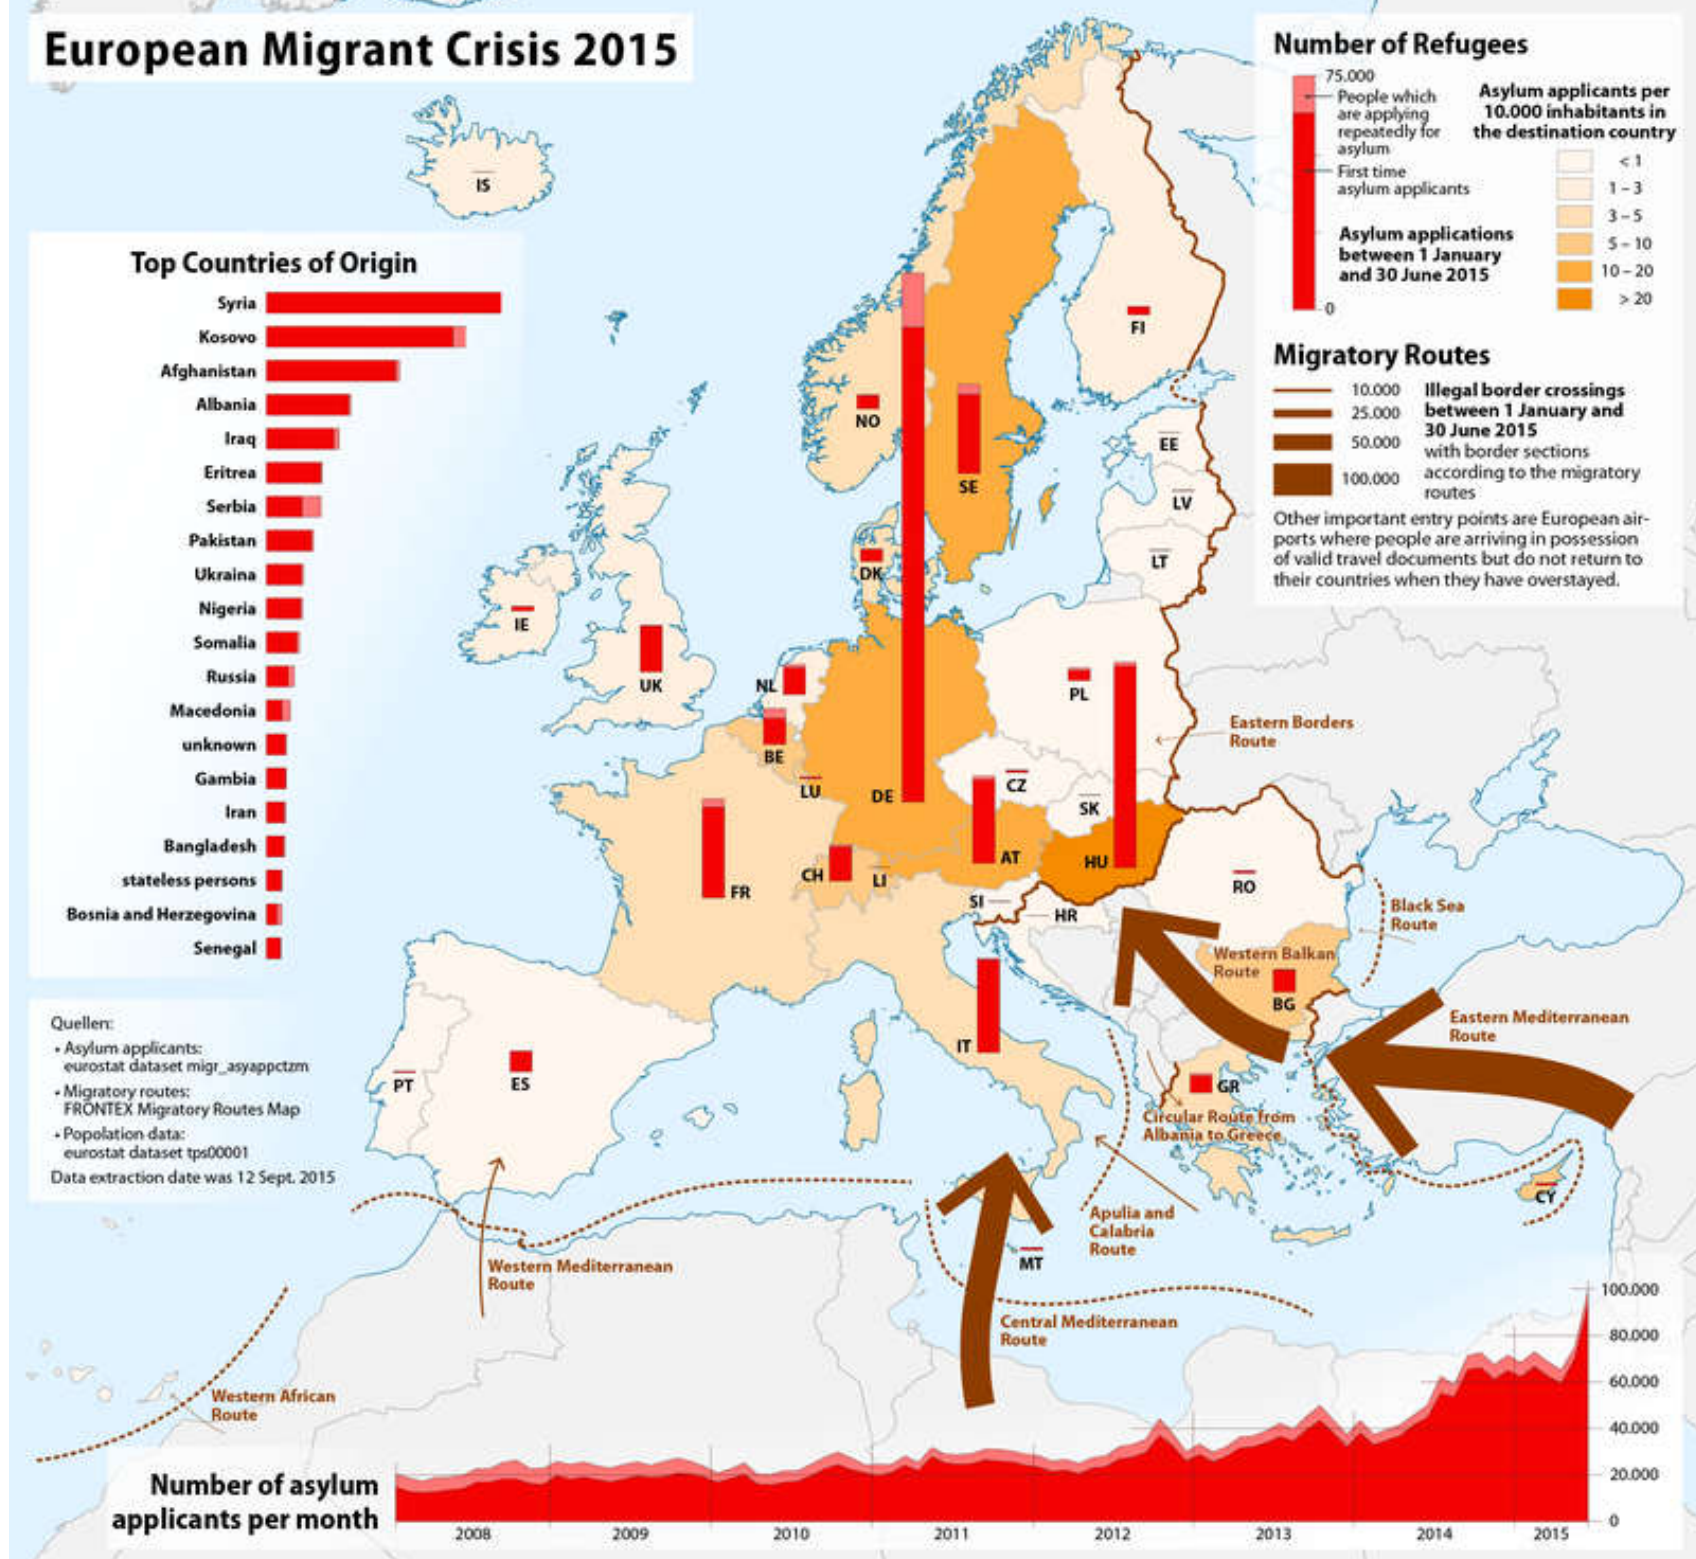 European Migrant Crisis 2015
Number of Refugees
75.000
People which
are applying
repeatedly for
asylum
First time
asylum applicants
Asylum applications
between 1 January
and 30 June 2015
0
Asylum applicants per
10.000 inhabitants in
the destination country
< 1
1 – 3
3 – 5
5 – 10
10 – 20
> 20
Migratory Routes
10.000
25.000
50.000
100.000
Illegal border crossings
between 1 January and
30 June 2015
with border sections
according to the migratory
routes
Other important entry points are European air-
ports where people are arriving in possession
of valid travel documents but do not return to
their countries when they have overstayed.
Top Countries of Origin
Syria
Kosovo
Afghanistan
Albania
Iraq
Eritrea
Serbia
Pakistan
Ukraina
Nigeria
Somalia
Russia
Macedonia
unknown
Gambia
Iran
Bangladesh
stateless persons
Bosnia and Herzegovina
Senegal
IS
FI
NO
SE
EE
LV
LT
DK
IE
UK
NL
BE
LU
DE
PL
CZ
SK
AT
HU
CH
LI
FR
SI
HR
RO
BG
IT
GR
PT
ES
MT
CY
Eastern Borders
Route
Black Sea
Route
Western Balkan
Route
Eastern Mediterranean
Route
Circular Route from
Albania to Greece
Apulia and
Calabria
Route
Central Mediterranean
Route
Western Mediterranean
Route
Western African
Route
Quellen:
• Asylum applicants:
eurostat dataset migr_asyappctzm
• Migratory routes:
FRONTEX Migratory Routes Map
• Popolation data:
eurostat dataset tps00001
Data extraction date was 12 Sept. 2015
Number of asylum
applicants per month
100.000
80.000
60.000
40.000
20.000
0
2008
2009
2010
2011
2012
2013
2014
2015